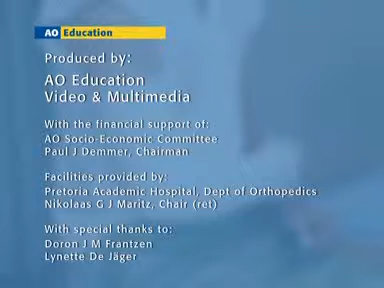 AO Education
Produced by:
AO Education
Video & Multimedia
With the financial support of:
AO Socio-Economic Committee
Paul J Demmer, Chairman
Facilities provided by:
Pretoria Academic Hospital, Dept of Orthopedics
Nikolaas G J Maritz, Chair (ret)
With special thanks to:
Doron J M Frantzen
Lynette De Jäger